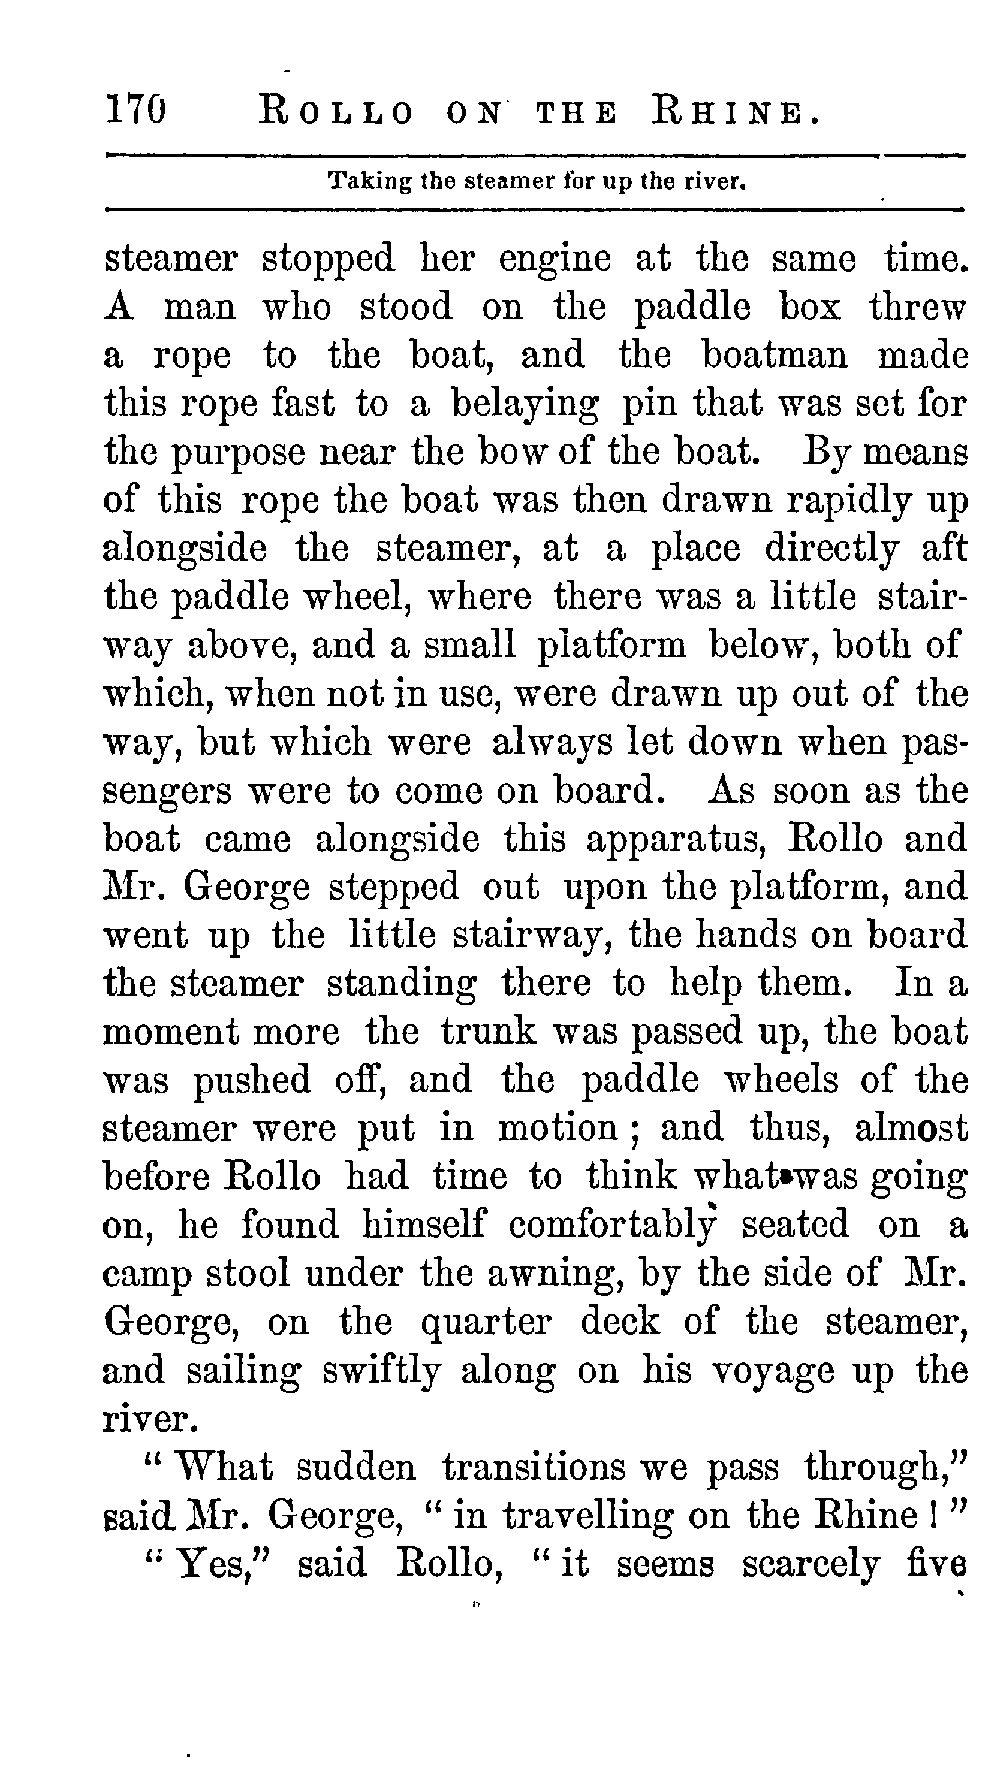 170 ROLLO ON THE RHINE.
Taking the steamer for up the river.
steamer stopped her engine at the same time.
A man who stood on the paddle box threw
a rope to the boat, and the boatman made
this rope fast to a belaying pin that was set for
the purpose near the bow of the boat. By means
of this rope the boat was then drawn rapidly up
alongside the steamer, at a place directly aft
the paddle wheel, where there was a little stair-
way above, and a small platform below, both of
which, when not in use, were drawn up out of the
way, but which were always let down when pas-
sengers were to come on board. As soon as the
boat came alongside this apparatus, Rollo and
Mr. George stepped out upon the platform, and
went up the little stairway, the hands on board
the steamer standing there to help them. In a
moment more the trunk was passed up, the boat
was pushed off, and the paddle wheels of the
steamer were put in motion; and thus, almost
before Rollo had time to think what was going
on, he found himself comfortably seated on a
camp stool under the awning, by the side of Mr.
George, on the quarter deck of the steamer,
and sailing swiftly along on his voyage up the
river.
"What sudden transitions we pass through,"
said Mr. George, "in travelling on the Rhine!"
"Yes," said Rollo, "it seems scarcely five